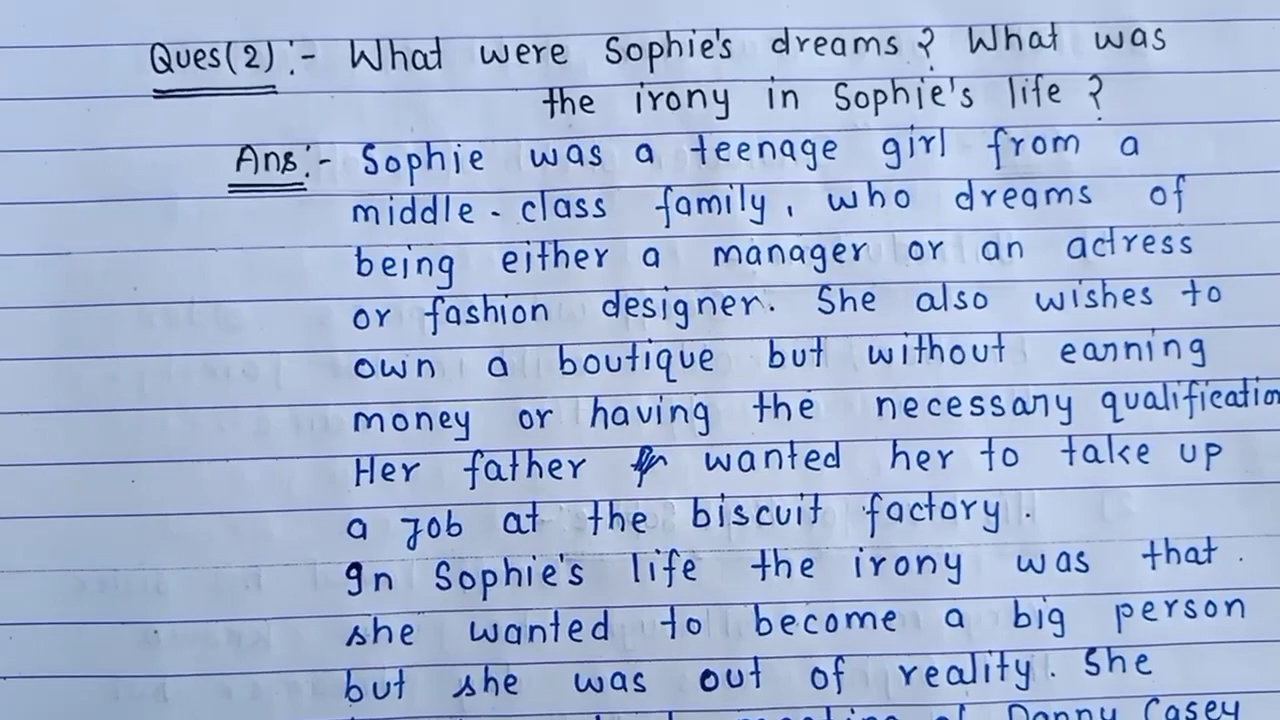 Ques(2):- What were Sophie's dreams? What was
the irony in Sophie's life?
Ans:- Sophie was a teenage girl from a
middle-class family, who dreams of
being either a manager or an actress
or fashion designer. She also wishes to
own a boutique but without earning
money or having the necessary qualification
Her father wanted her to take up
a job at the biscuit factory.
In Sophie's life the irony was that.
she wanted to become a big person
but she was out of reality. She
meeting of Danny Casey